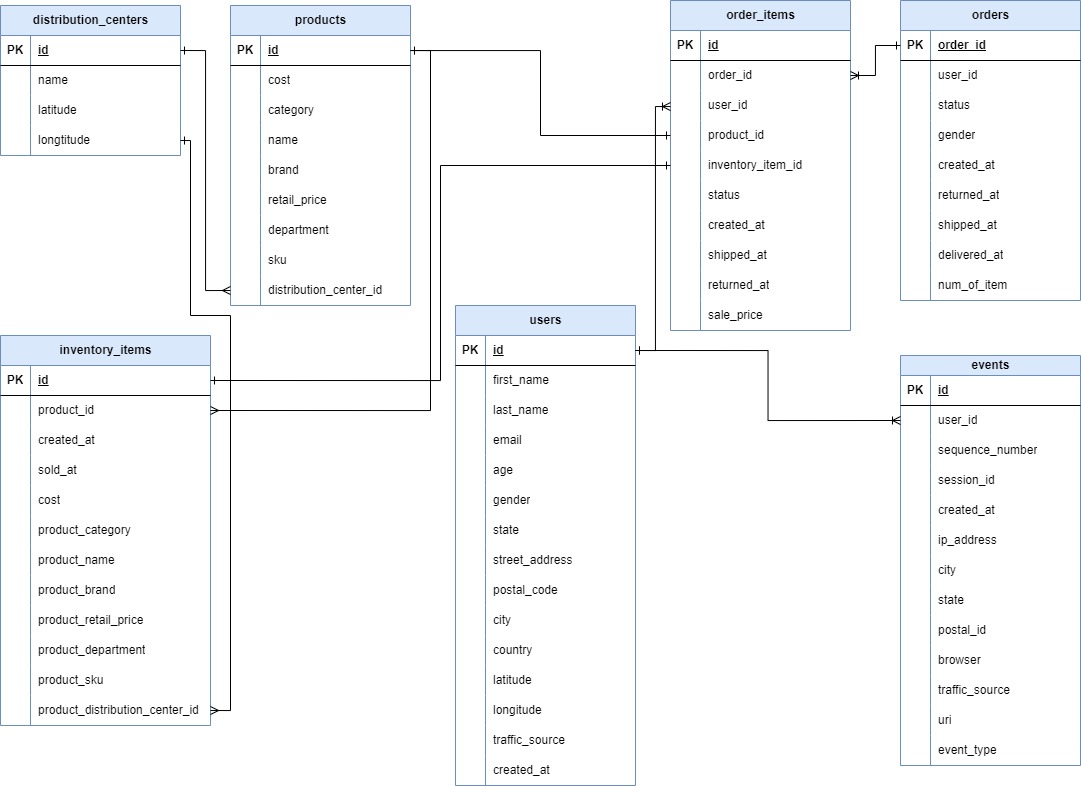 distribution_centers
PK id
name
latitude
longtitude
products
PK id
cost
category
name
brand
retail_price
department
sku
distribution_center_id
order_items
PK id
order_id
user_id
product_id
inventory_item_id
status
created_at
shipped_at
returned_at
sale_price
orders
PK order_id
user_id
status
gender
created_at
returned_at
shipped_at
delivered_at
num_of_item
inventory_items
PK id
product_id
created_at
sold_at
cost
product_category
product_name
product_brand
product_retail_price
product_department
product_sku
product_distribution_center_id
users
PK id
first_name
last_name
email
age
gender
state
street_address
postal_code
city
country
latitude
longitude
traffic_source
created_at
events
PK id
user_id
sequence_number
session_id
created_at
ip_address
city
state
postal_id
browser
traffic_source
uri
event_type